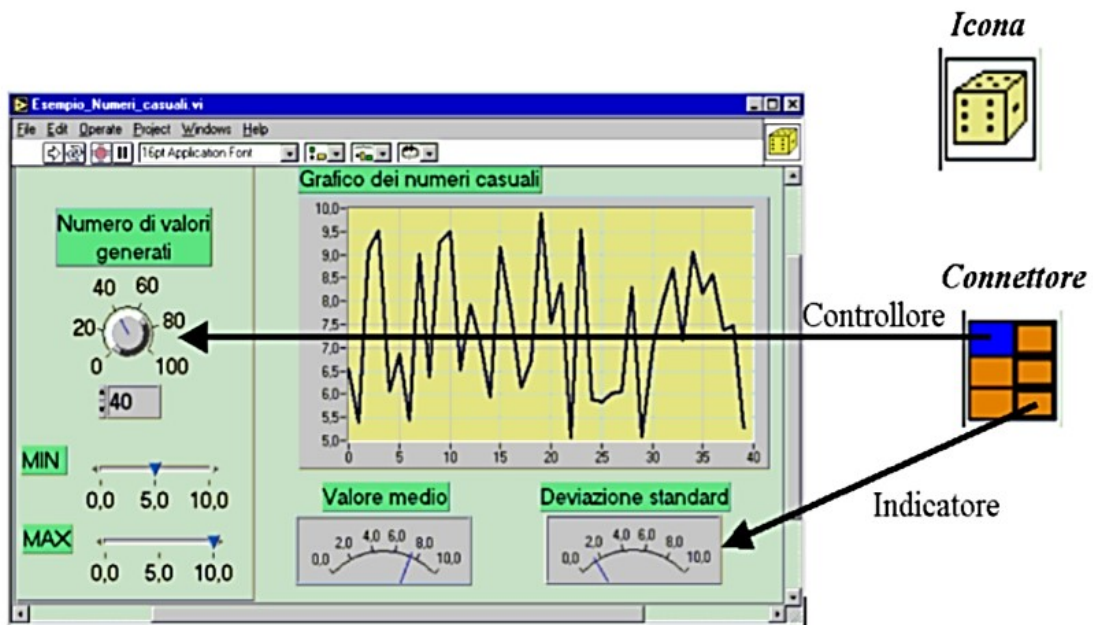 Icona
Esempio_Numeri_casuali.vi
File Edit Operate Project Windows Help
16pt Application Font
Grafico dei numeri casuali
Numero di valori
generati
40 60
20 80
0 100
40
10,0
9,5
9,0
8,5
8,0
7,5
7,0
6,5
6,0
5,5
5,0
0 5 10 15 20 25 30 35 40
Connettore
Controllore
MIN
0,0 5,0 10,0
MAX
0,0 5,0 10,0
Valore medio
0,0 2,0 4,0 6,0 8,0 10,0
Deviazione standard
0,0 2,0 4,0 6,0 8,0 10,0
Indicatore